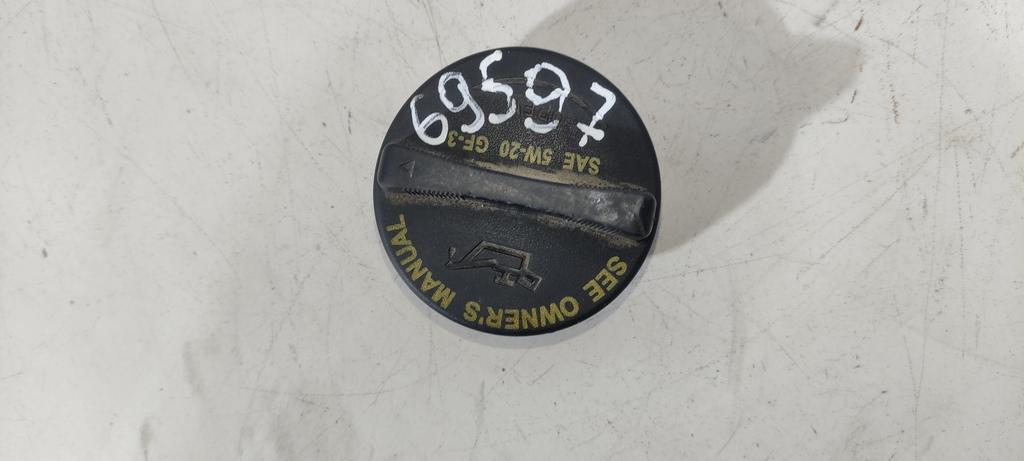 69597
SAE 5W-20 GF-3
SEE OWNER'S MANUAL